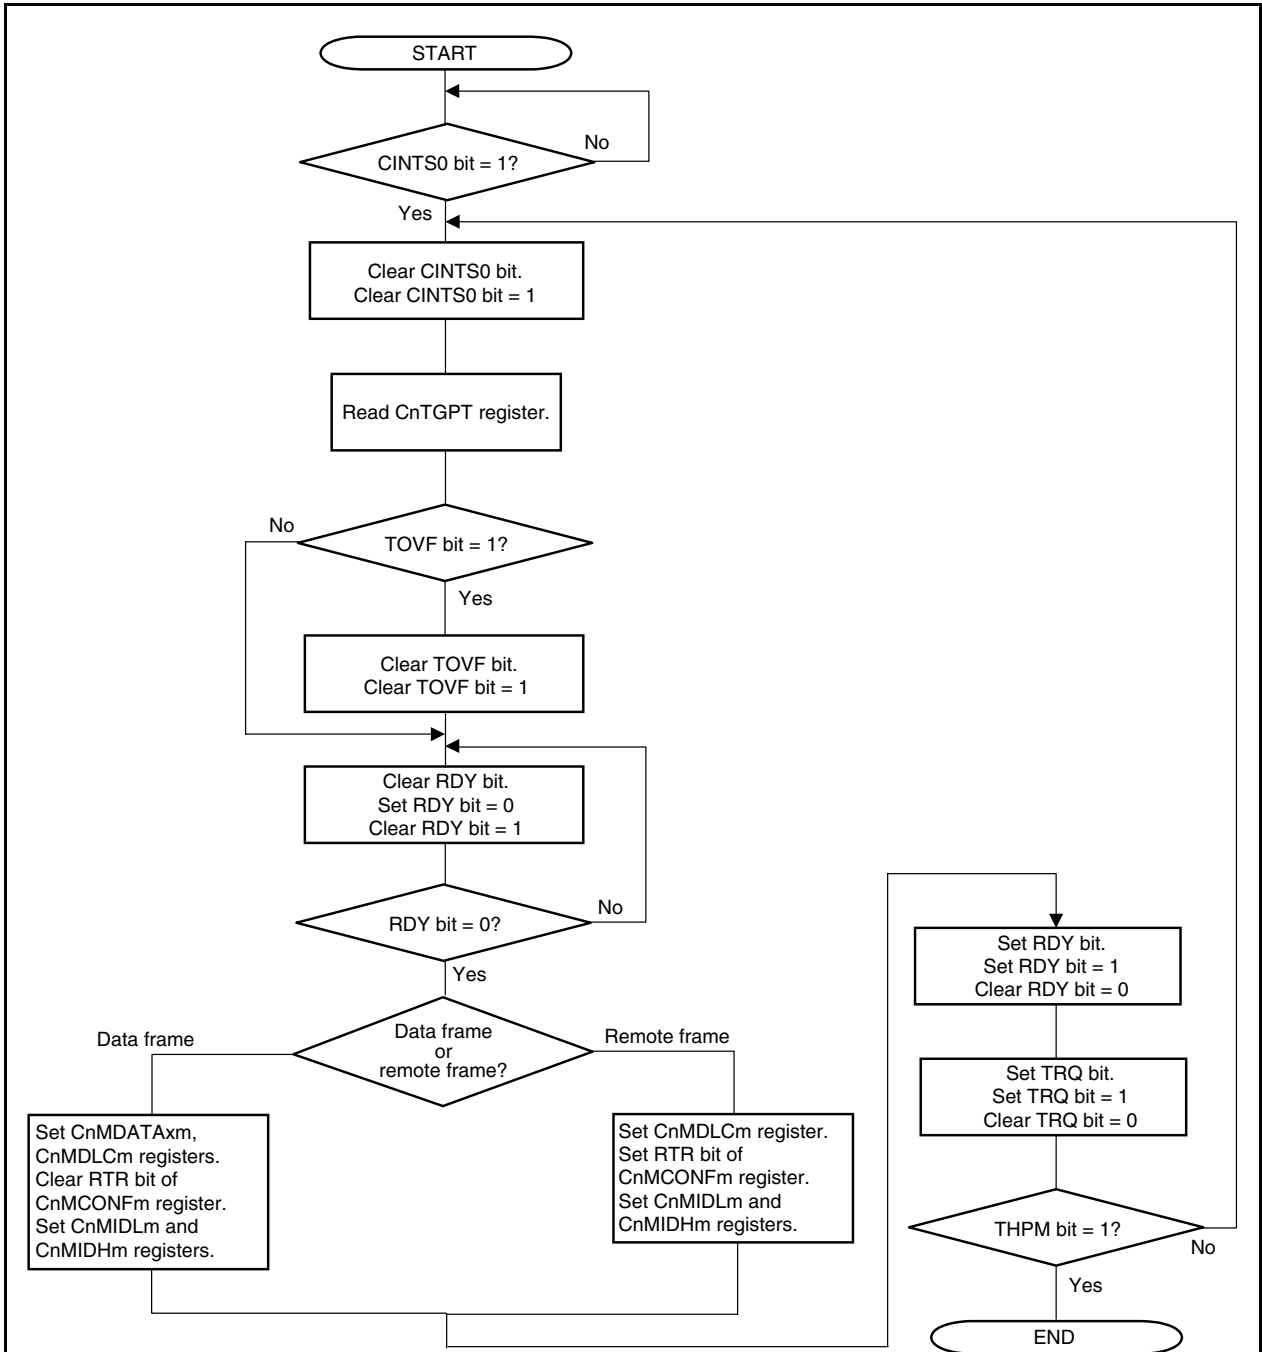 START
No
CINTS0 bit = 1?
Yes
Clear CINTS0 bit.
Clear CINTS0 bit = 1
Read CnTGPT register.
No
TOVF bit = 1?
Yes
Clear TOVF bit.
Clear TOVF bit = 1
Clear RDY bit.
Set RDY bit = 0
Clear RDY bit = 1
No
RDY bit = 0?
Yes
Data frame
or
remote frame?
Data frame
Remote frame
Set CnMDATAxm,
CnMDLCm registers.
Clear RTR bit of
CnMCONFm register.
Set CnMIDLm and
CnMIDHm registers.
Set CnMDLCm register.
Set RTR bit of
CnMCONFm register.
Set CnMIDLm and
CnMIDHm registers.
Set RDY bit.
Set RDY bit = 1
Clear RDY bit = 0
Set TRQ bit.
Set TRQ bit = 1
Clear TRQ bit = 0
THPM bit = 1?
No
Yes
END